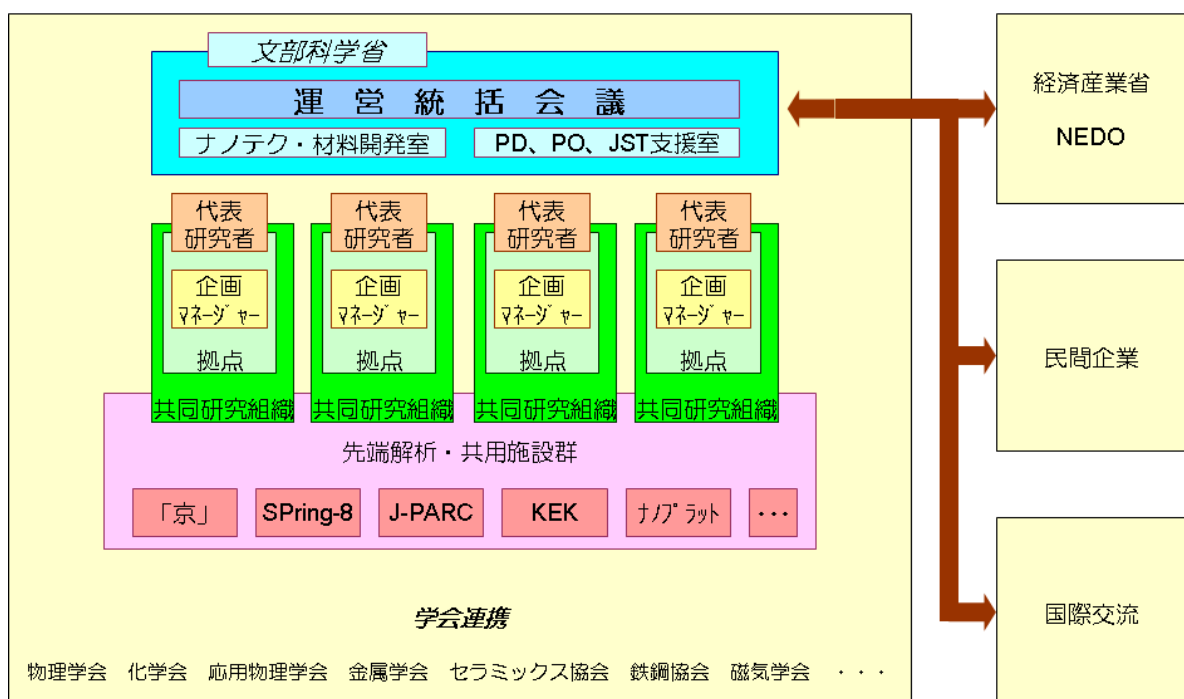 文部科学省
運営統括会議
ナノテク・材料開発室
PD、PO、JST支援室
代表
研究者
企画
ﾏﾈｰｼﾞｬｰ
拠点
共同研究組織
代表
研究者
企画
ﾏﾈｰｼﾞｬｰ
拠点
共同研究組織
代表
研究者
企画
ﾏﾈｰｼﾞｬｰ
拠点
共同研究組織
代表
研究者
企画
ﾏﾈｰｼﾞｬｰ
拠点
共同研究組織
先端解析・共用施設群
「京」
SPring-8
J-PARC
KEK
ﾅﾉﾌﾟﾗｯﾄ
・・・
学会連携
物理学会 化学会 応用物理学会 金属学会 セラミックス協会 鉄鋼協会 磁気学会 ・・・
経済産業省
NEDO
民間企業
国際交流